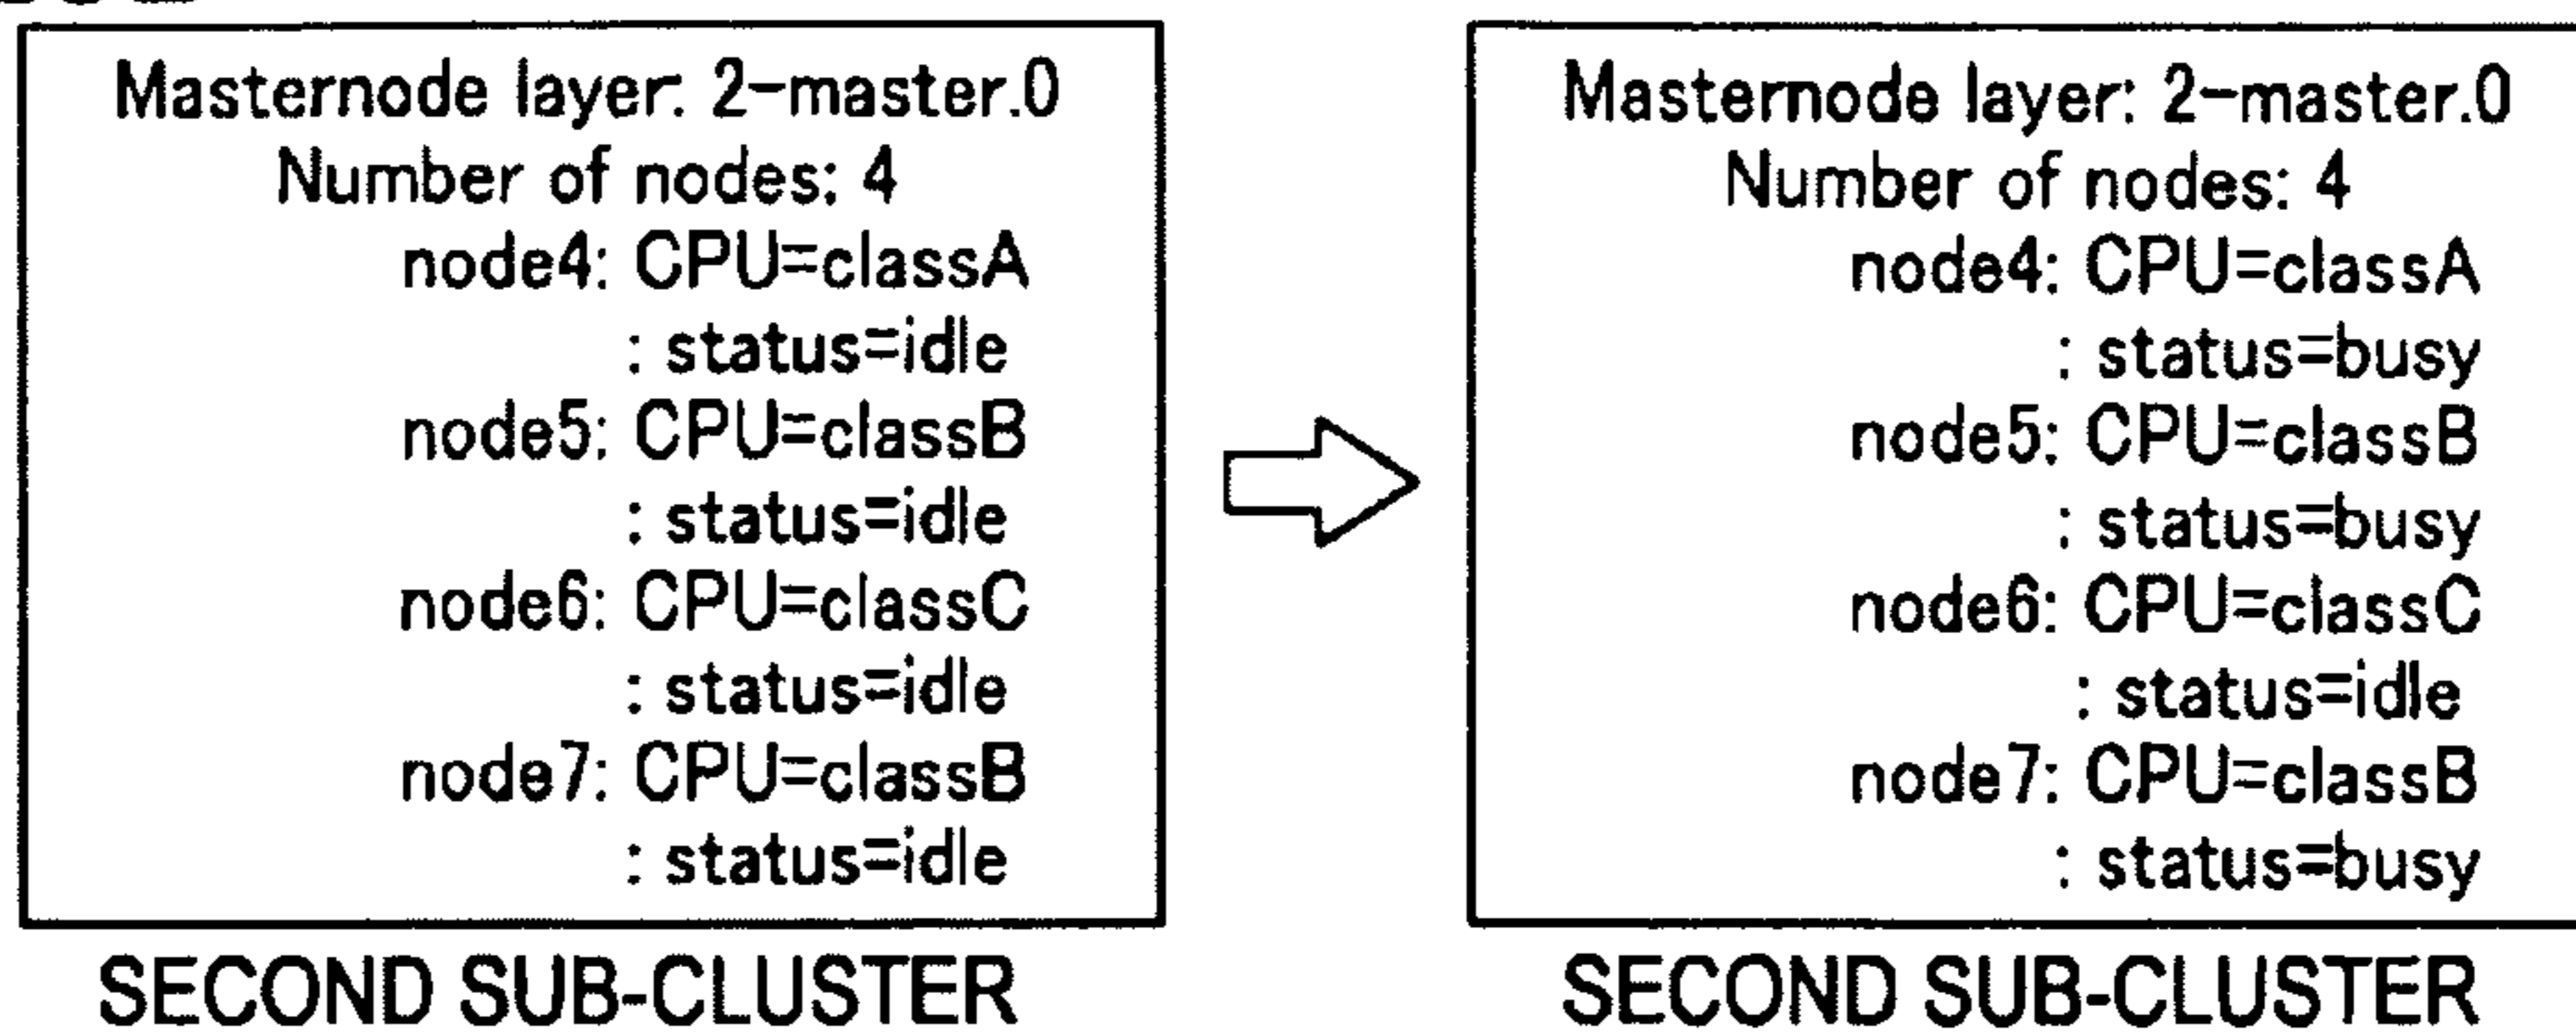 Masternode layer: 2-master.0
Number of nodes: 4
node4: CPU=classA
: status=idle
node5: CPU=classB
: status=idle
node6: CPU=classC
: status=idle
node7: CPU=classB
: status=idle
SECOND SUB-CLUSTER
Masternode layer: 2-master.0
Number of nodes: 4
node4: CPU=classA
: status=busy
node5: CPU=classB
: status=busy
node6: CPU=classC
: status=idle
node7: CPU=classB
: status=busy
SECOND SUB-CLUSTER